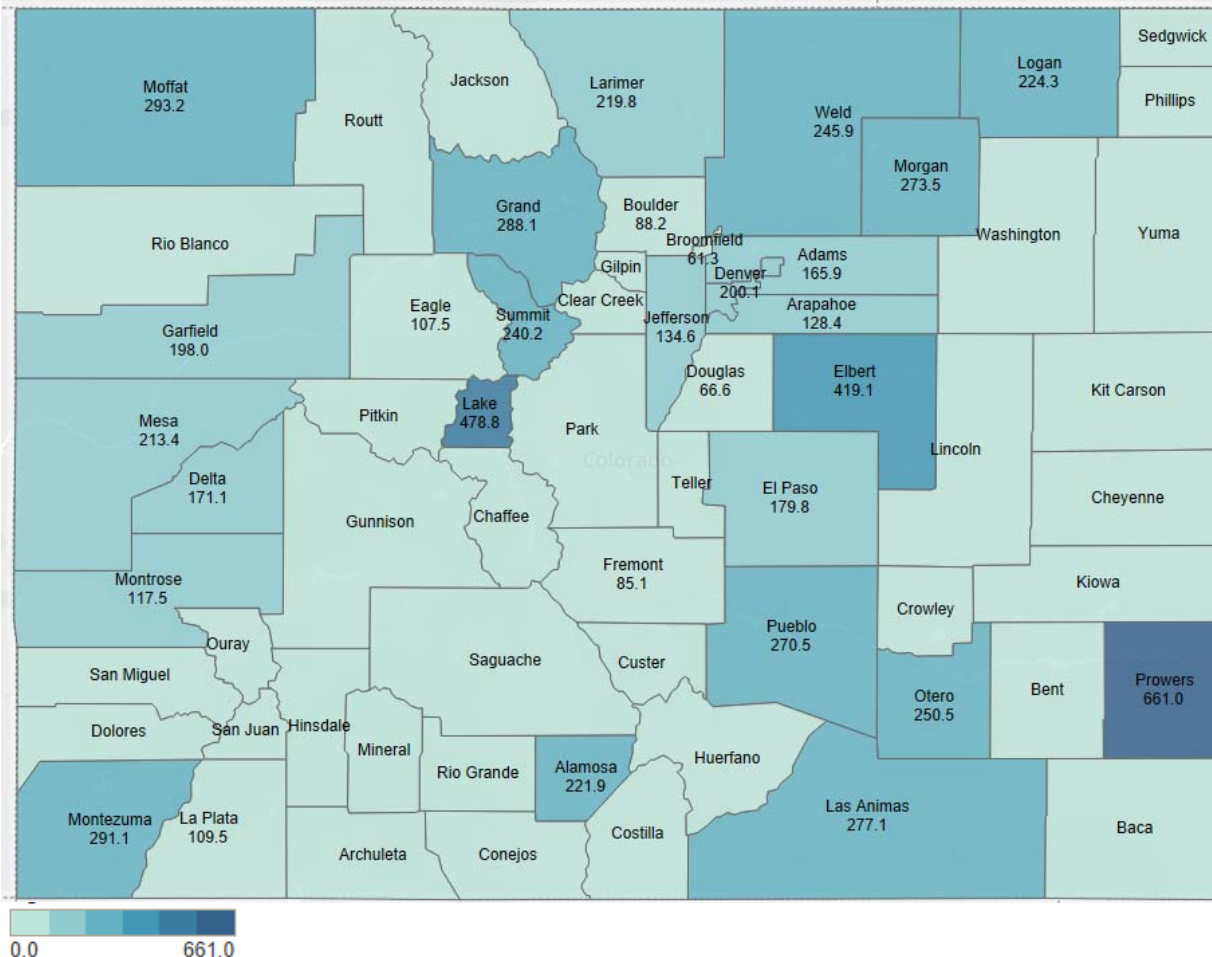 Sedgwick
Logan
224.3
Jackson
Larimer
219.8
Moffat
293.2
Phillips
Weld
245.9
Routt
Morgan
273.5
Grand
288.1
Boulder
88.2
Washington
Yuma
Rio Blanco
Broomfield
61.3
Adams
165.9
Gilpin
Denver
200.1
Clear Creek
Eagle
107.5
Summit
240.2
Jefferson
134.6
Arapahoe
128.4
Garfield
198.0
Douglas
66.6
Elbert
419.1
Kit Carson
Lake
478.8
Pitkin
Mesa
213.4
Park
Colorado
Lincoln
Delta
171.1
Teller
El Paso
179.8
Cheyenne
Gunnison
Chaffee
Fremont
85.1
Montrose
117.5
Kiowa
Crowley
Pueblo
270.5
Ouray
Saguache
Custer
San Miguel
Prowers
661.0
Bent
Otero
250.5
Dolores
San Juan
Hinsdale
Mineral
Huerfano
Rio Grande
Alamosa
221.9
Las Animas
277.1
Montezuma
291.1
La Plata
109.5
Costilla
Baca
Archuleta
Conejos
0.0
661.0